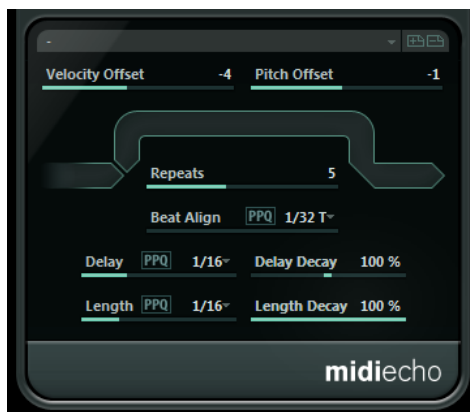 -
Velocity Offset -4 Pitch Offset -1
Repeats 5
Beat Align PPQ 1/32 T
Delay PPQ 1/16 Delay Decay 100 %
Length PPQ 1/16 Length Decay 100 %
midiecho